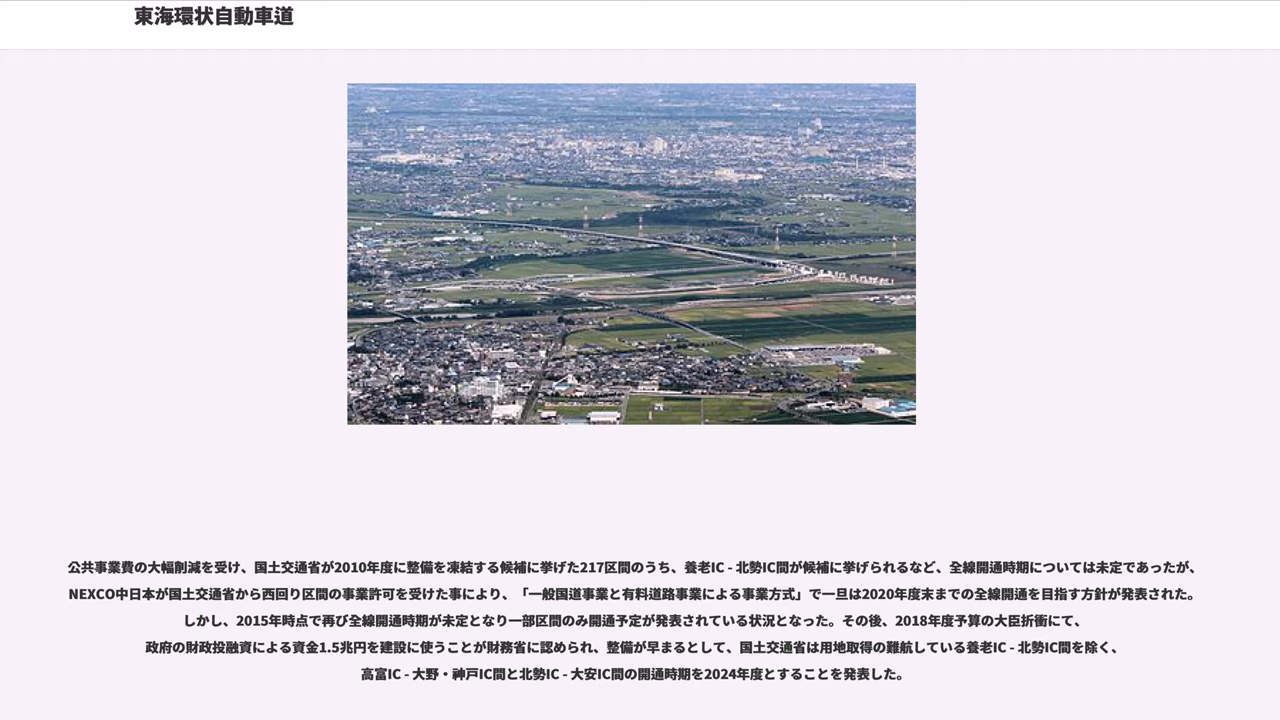 東海環状自動車道
公共事業費の大幅削減を受け、国土交通省が2010年度に整備を凍結する候補に挙げた217区間のうち、養老IC - 北勢IC間が候補に挙げられるなど、全線開通時期については未定であったが、
NEXCO中日本が国土交通省から西回り区間の事業許可を受けた事により、「一般国道事業と有料道路事業による事業方式」で一旦は2020年度末までの全線開通を目指す方針が発表された。
しかし、2015年時点で再び全線開通時期が未定となり一部区間のみ開通予定が発表されている状況となった。その後、2018年度予算の大臣折衝にて、
政府の財政投融資による資金1.5兆円を建設に使うことが財務省に認められ、整備が早まるとして、国土交通省は用地取得の難航している養老IC - 北勢IC間を除く、
高富IC - 大野・神戸IC間と北勢IC - 大安IC間の開通時期を2024年度とすることを発表した。